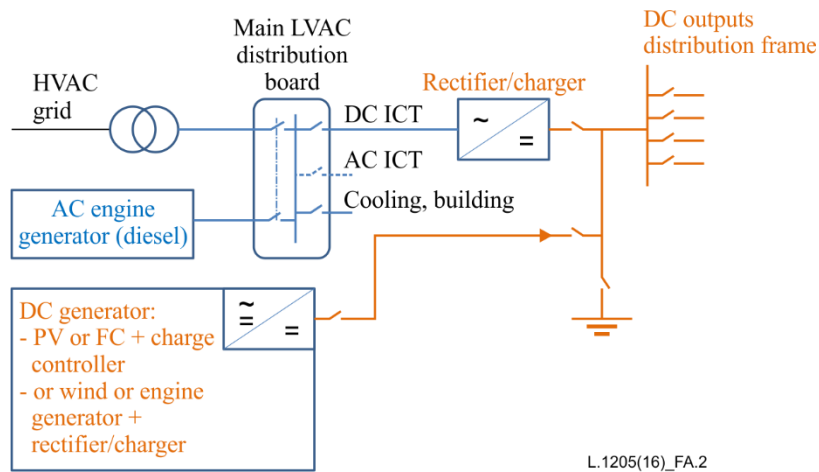 Main LVAC
distribution
board
DC outputs
distribution frame
HVAC
grid
Rectifier/charger
DC ICT
~
=
AC ICT
Cooling, building
AC engine
generator (diesel)
DC generator:
- PV or FC + charge
controller
- or wind or engine
generator +
rectifier/charger
~
=
=
L.1205(16)_FA.2